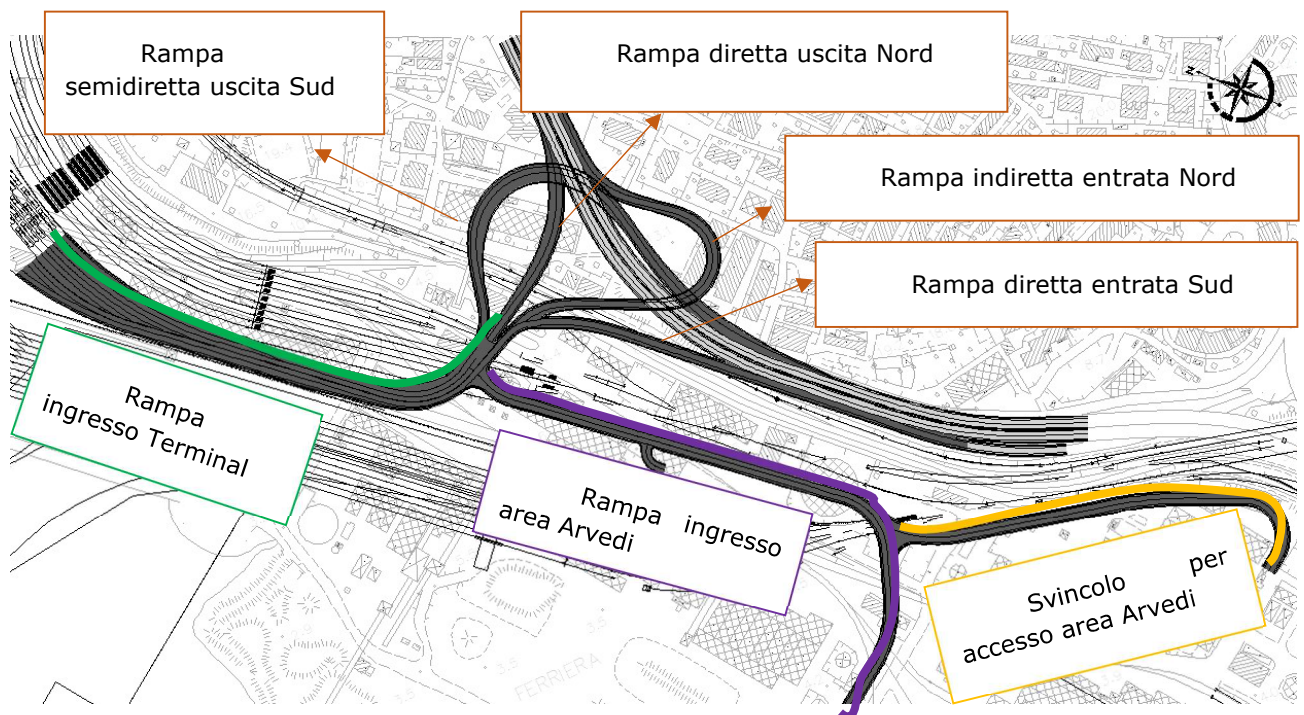 Rampa
semidiretta uscita Sud
Rampa diretta uscita Nord
N
Rampa indiretta entrata Nord
Rampa diretta entrata Sud
Rampa
ingresso Terminal
Rampa ingresso
area Arvedi
Svincolo per
accesso area Arvedi
FERRIERA